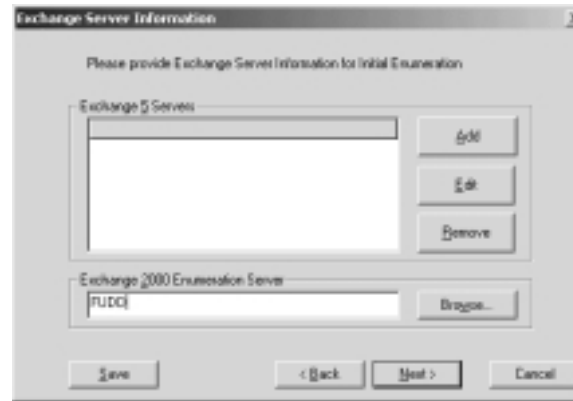 Exchange Server Information
Please provide Exchange Server Information for Initial Enumeration
Exchange 5 Servers
Add
Edit
Remove
Exchange 2000 Enumeration Server
FUDD
Browse...
Save
< Back
Next >
Cancel